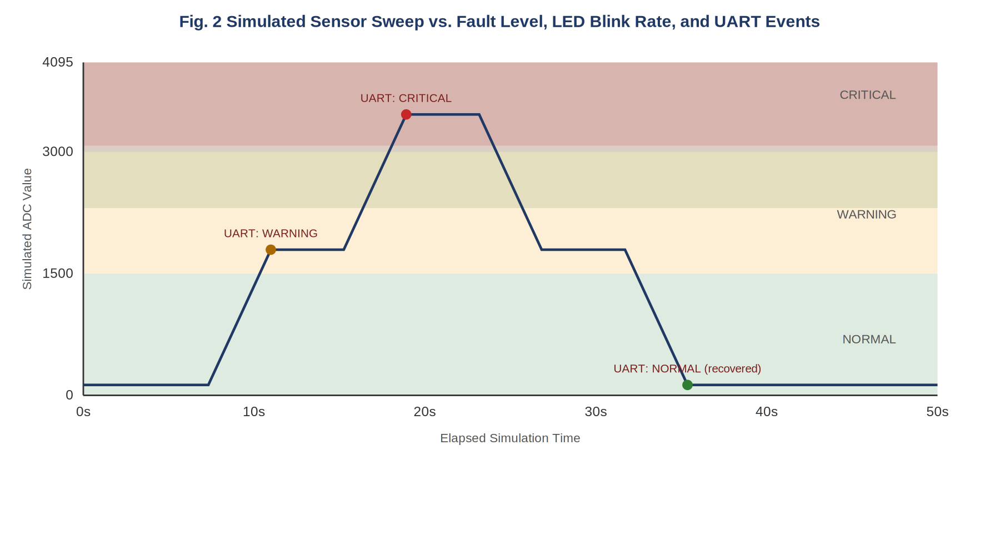 Fig. 2 Simulated Sensor Sweep vs. Fault Level, LED Blink Rate, and UART Events
4095
CRITICAL
UART: CRITICAL
3000
Simulated ADC Value
WARNING
UART: WARNING
1500
NORMAL
UART: NORMAL (recovered)
0
0s 10s 20s 30s 40s 50s
Elapsed Simulation Time